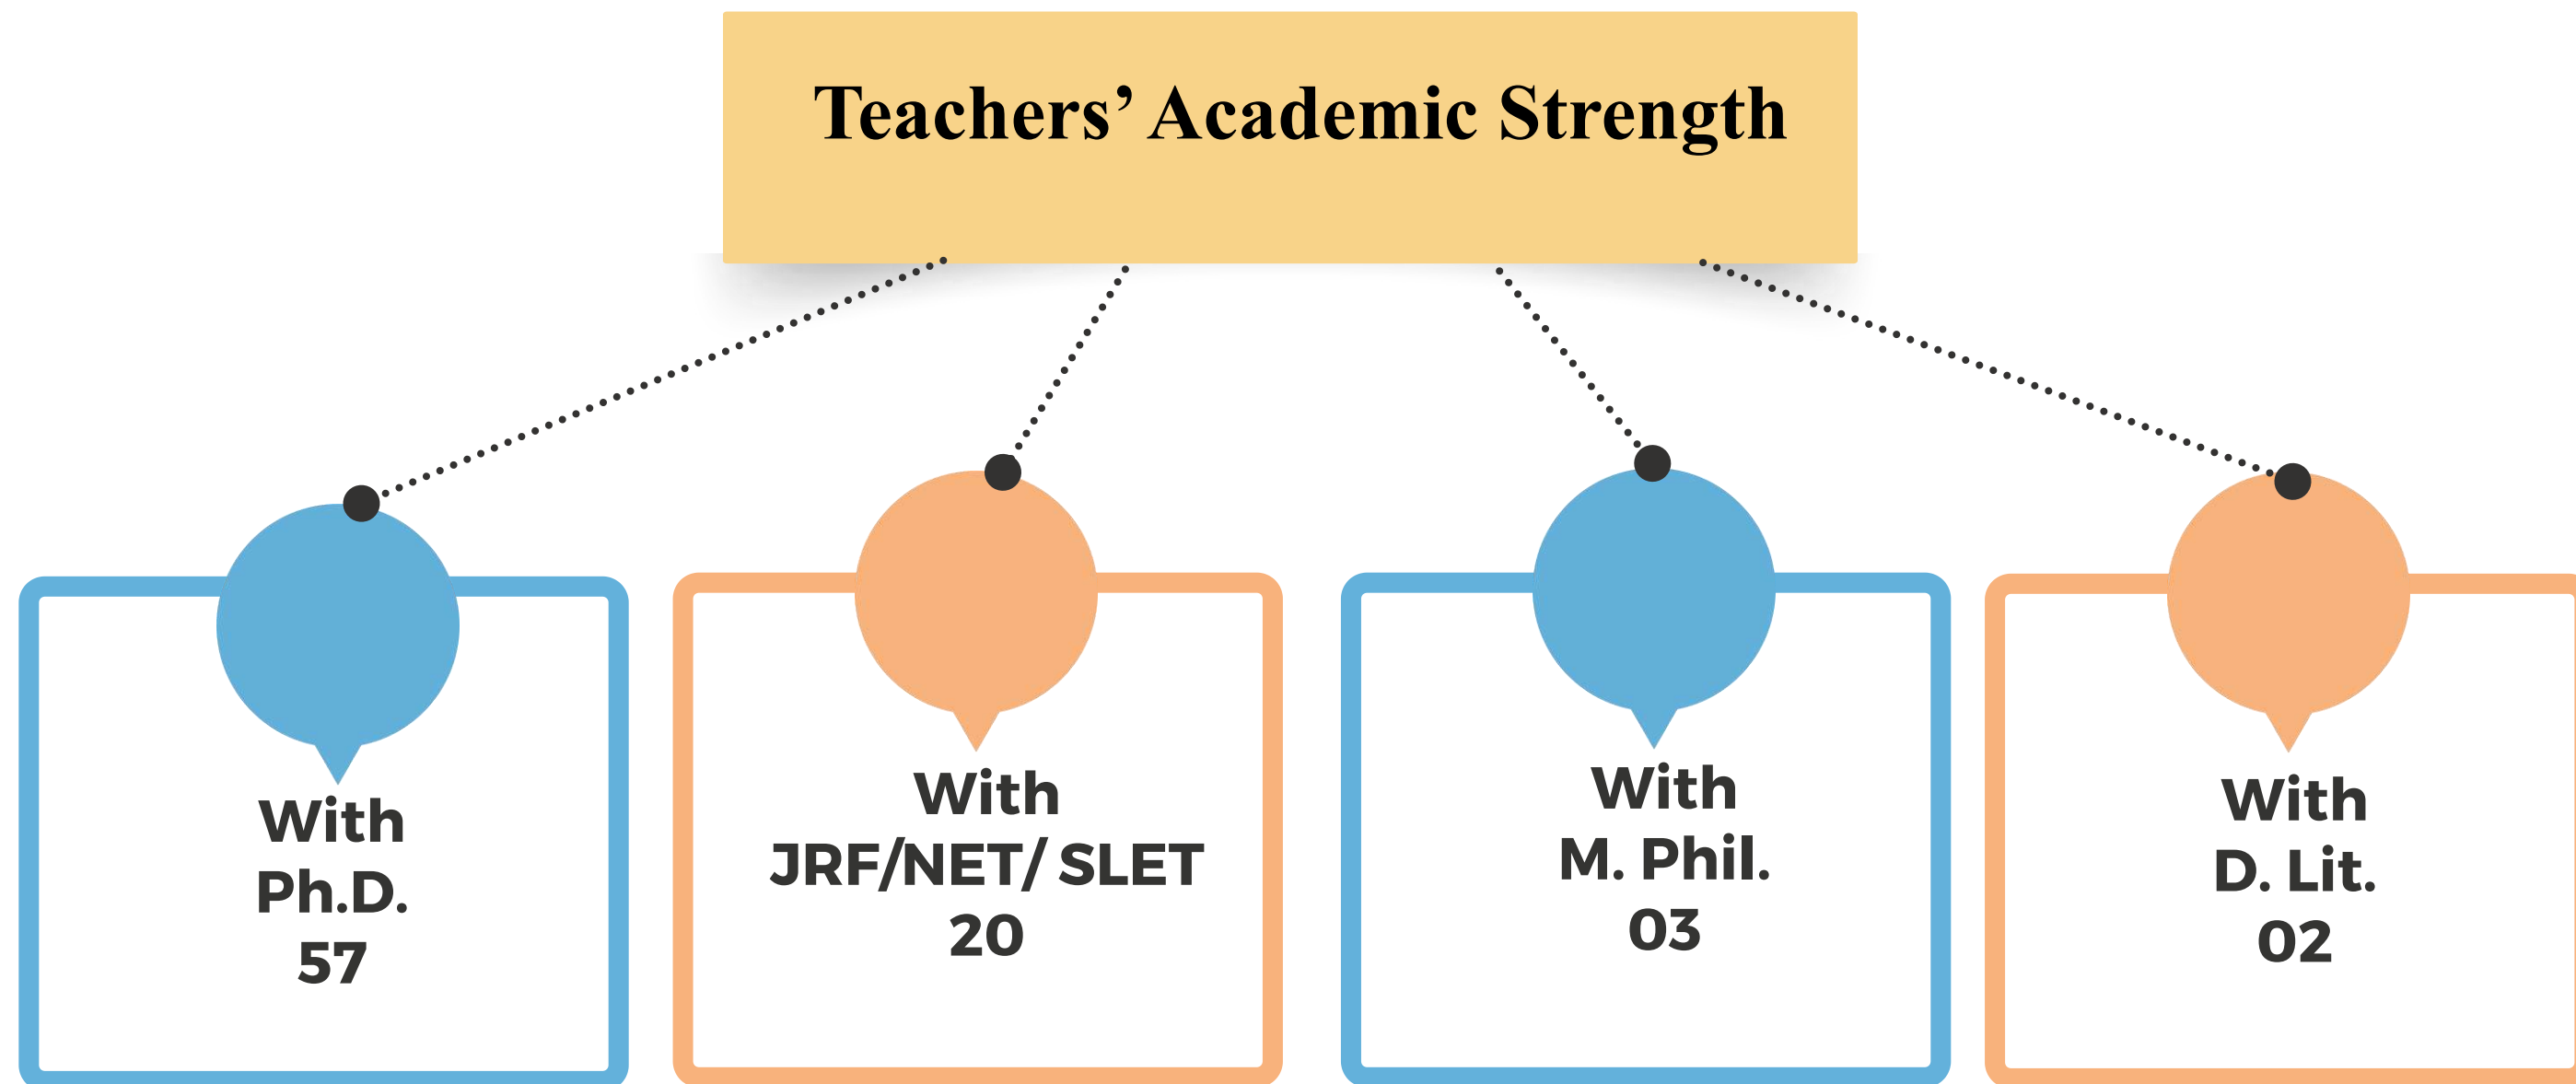 Teachers’ Academic Strength
With
Ph.D.
57
With
JRF/NET/ SLET
20
With
M. Phil.
03
With
D. Lit.
02